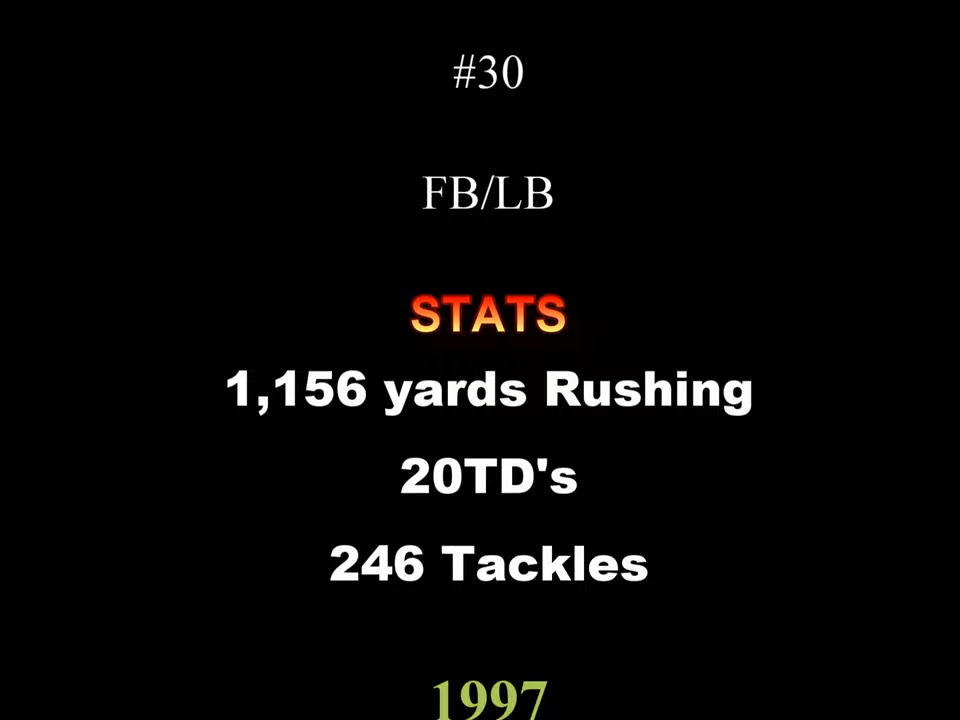 #30
FB/LB
STATS
1,156 yards Rushing
20TD's
246 Tackles
1997